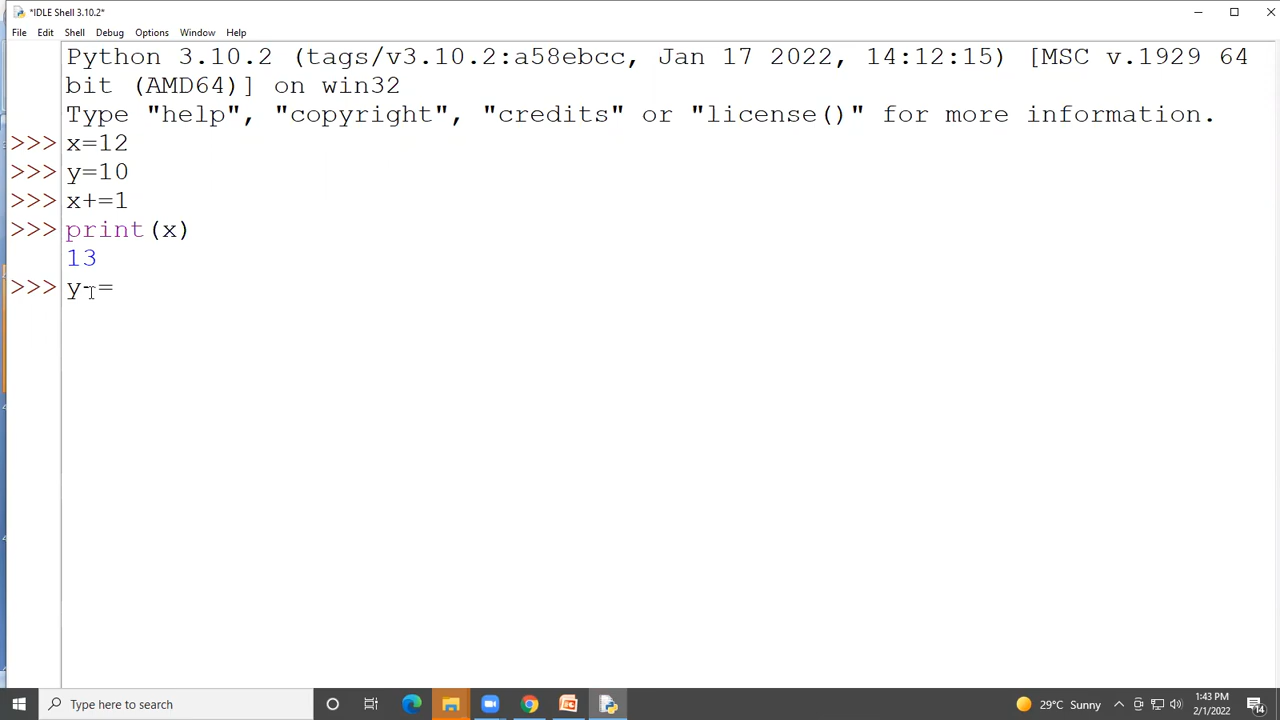 *IDLE Shell 3.10.2*
File Edit Shell Debug Options Window Help
Python 3.10.2 (tags/v3.10.2:a58ebcc, Jan 17 2022, 14:12:15) [MSC v.1929 64
bit (AMD64)] on win32
Type "help", "copyright", "credits" or "license()" for more information.
>>> x=12
>>> y=10
>>> x+=1
>>> print(x)
13
>>> y-=
Type here to search
29°C Sunny
1:43 PM
2/1/2022
14